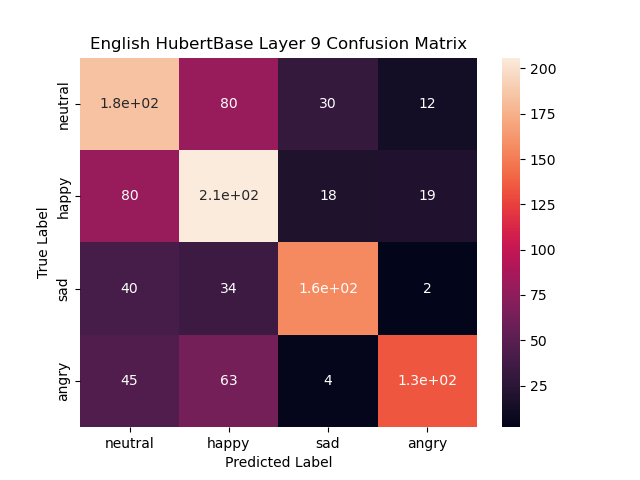 English HubertBase Layer 9 Confusion Matrix
neutral 1.8e+02 80 30 12
happy 80 2.1e+02 18 19
sad 40 34 1.6e+02 2
angry 45 63 4 1.3e+02
neutral happy sad angry
Predicted Label
True Label
200
175
150
125
100
75
50
25